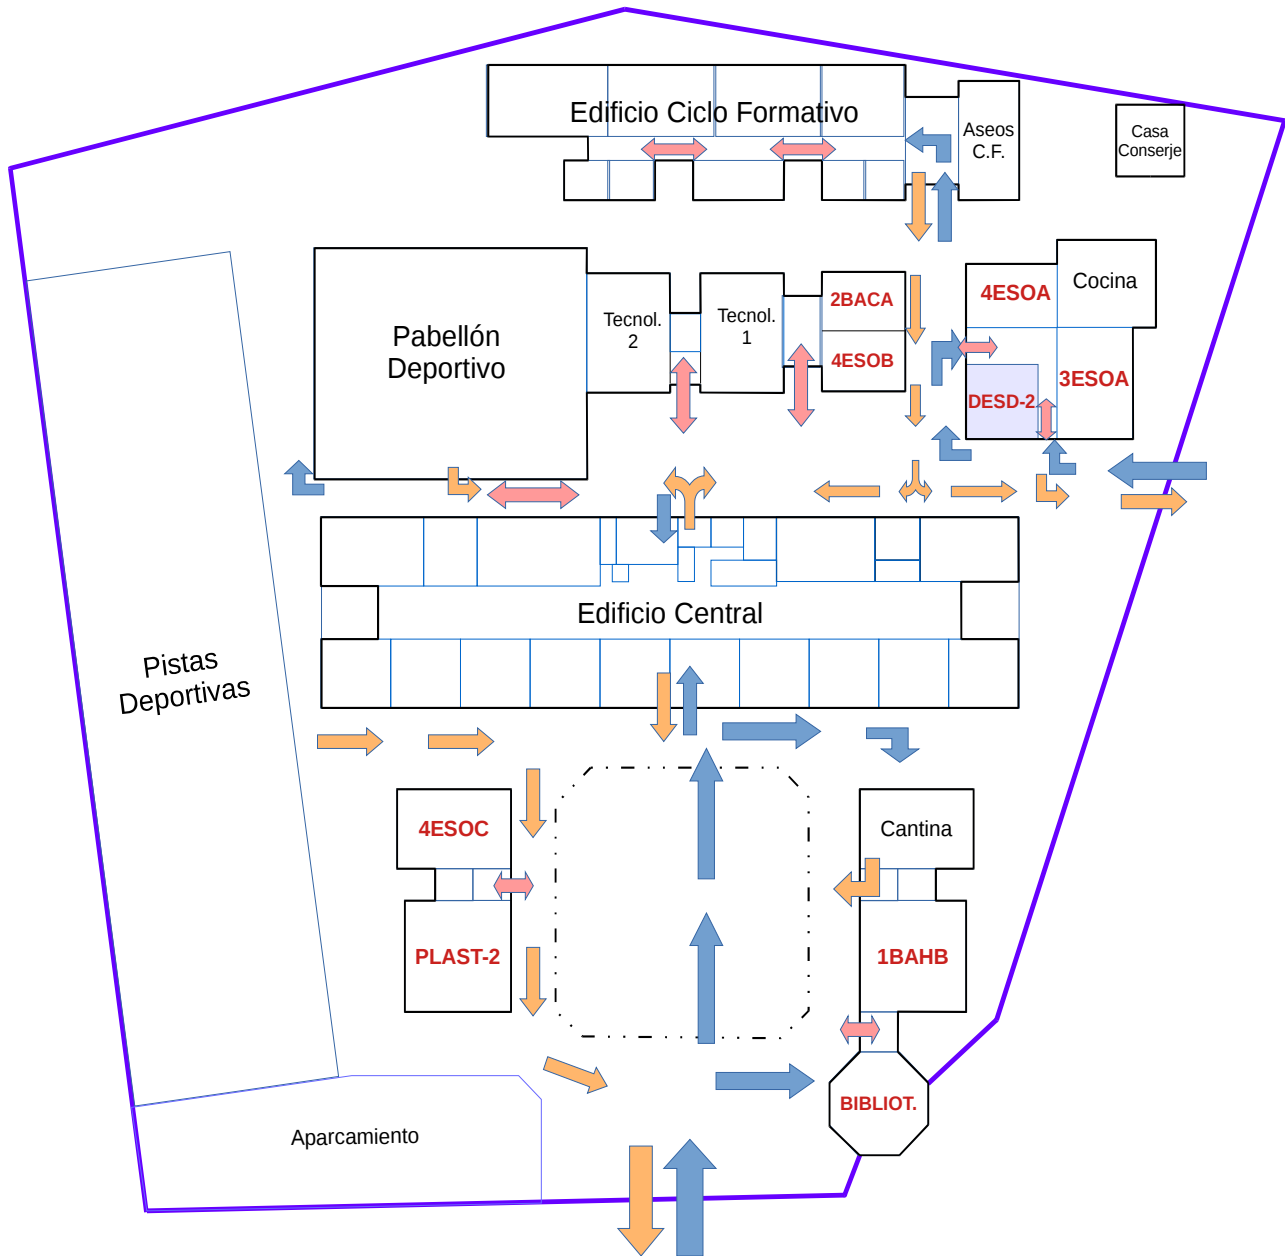 Edificio Ciclo Formativo
Aseos
C.F.
Casa
Conserje
Pabellón
Deportivo
Tecnol.
2
Tecnol.
1
2BACA
4ESOB
4ESOA
Cocina
3ESOA
DESD-2
Edificio Central
Pistas
Deportivas
4ESOC
PLAST-2
Cantina
1BAHB
BIBLIOT.
Aparcamiento